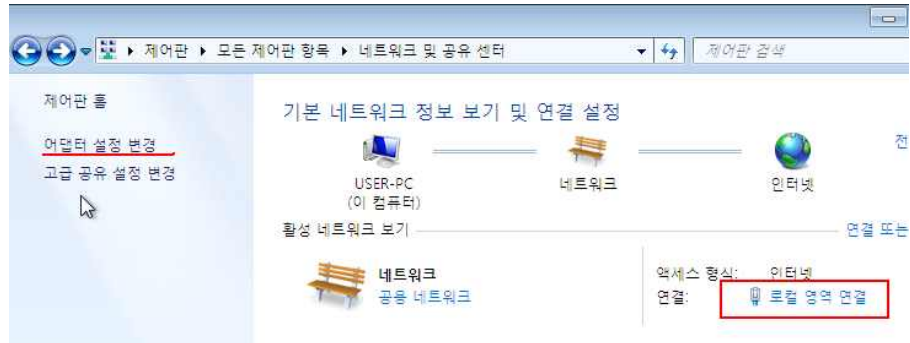 제어판 ▸ 모든 제어판 항목 ▸ 네트워크 및 공유 센터
제어판 검색
제어판 홈
어댑터 설정 변경
고급 공유 설정 변경
기본 네트워크 정보 보기 및 연결 설정
전
USER-PC
(이 컴퓨터)
네트워크
인터넷
활성 네트워크 보기
연결 또는
네트워크
공용 네트워크
액세스 형식: 인터넷
연결: 로컬 영역 연결